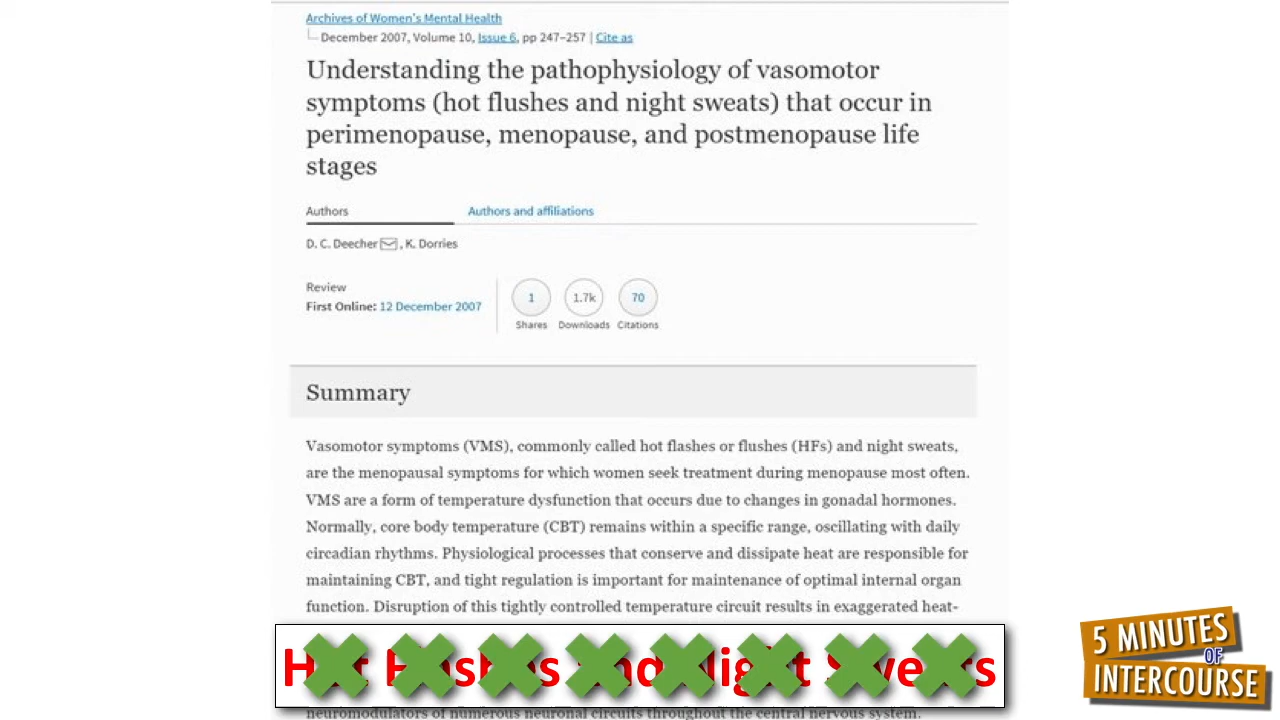 Archives of Women's Mental Health
December 2007, Volume 10, Issue 6, pp 247–257 | Cite as
Understanding the pathophysiology of vasomotor
symptoms (hot flushes and night sweats) that occur in
perimenopause, menopause, and postmenopause life
stages
Authors
Authors and affiliations
D. C. Deecher, K. Dorries
Review
First Online: 12 December 2007
1
1.7k
70
Shares
Downloads
Citations
Summary
Vasomotor symptoms (VMS), commonly called hot flashes or flushes (HFs) and night sweats,
are the menopausal symptoms for which women seek treatment during menopause most often.
VMS are a form of temperature dysfunction that occurs due to changes in gonadal hormones.
Normally, core body temperature (CBT) remains within a specific range, oscillating with daily
circadian rhythms. Physiological processes that conserve and dissipate heat are responsible for
maintaining CBT, and tight regulation is important for maintenance of optimal internal organ
function. Disruption of this tightly controlled temperature circuit results in exaggerated heat-
Hot Flashes and Night Sweats
neuromodulators of numerous neuronal circuits throughout the central nervous system.
5 MINUTES
OF
INTERCOURSE